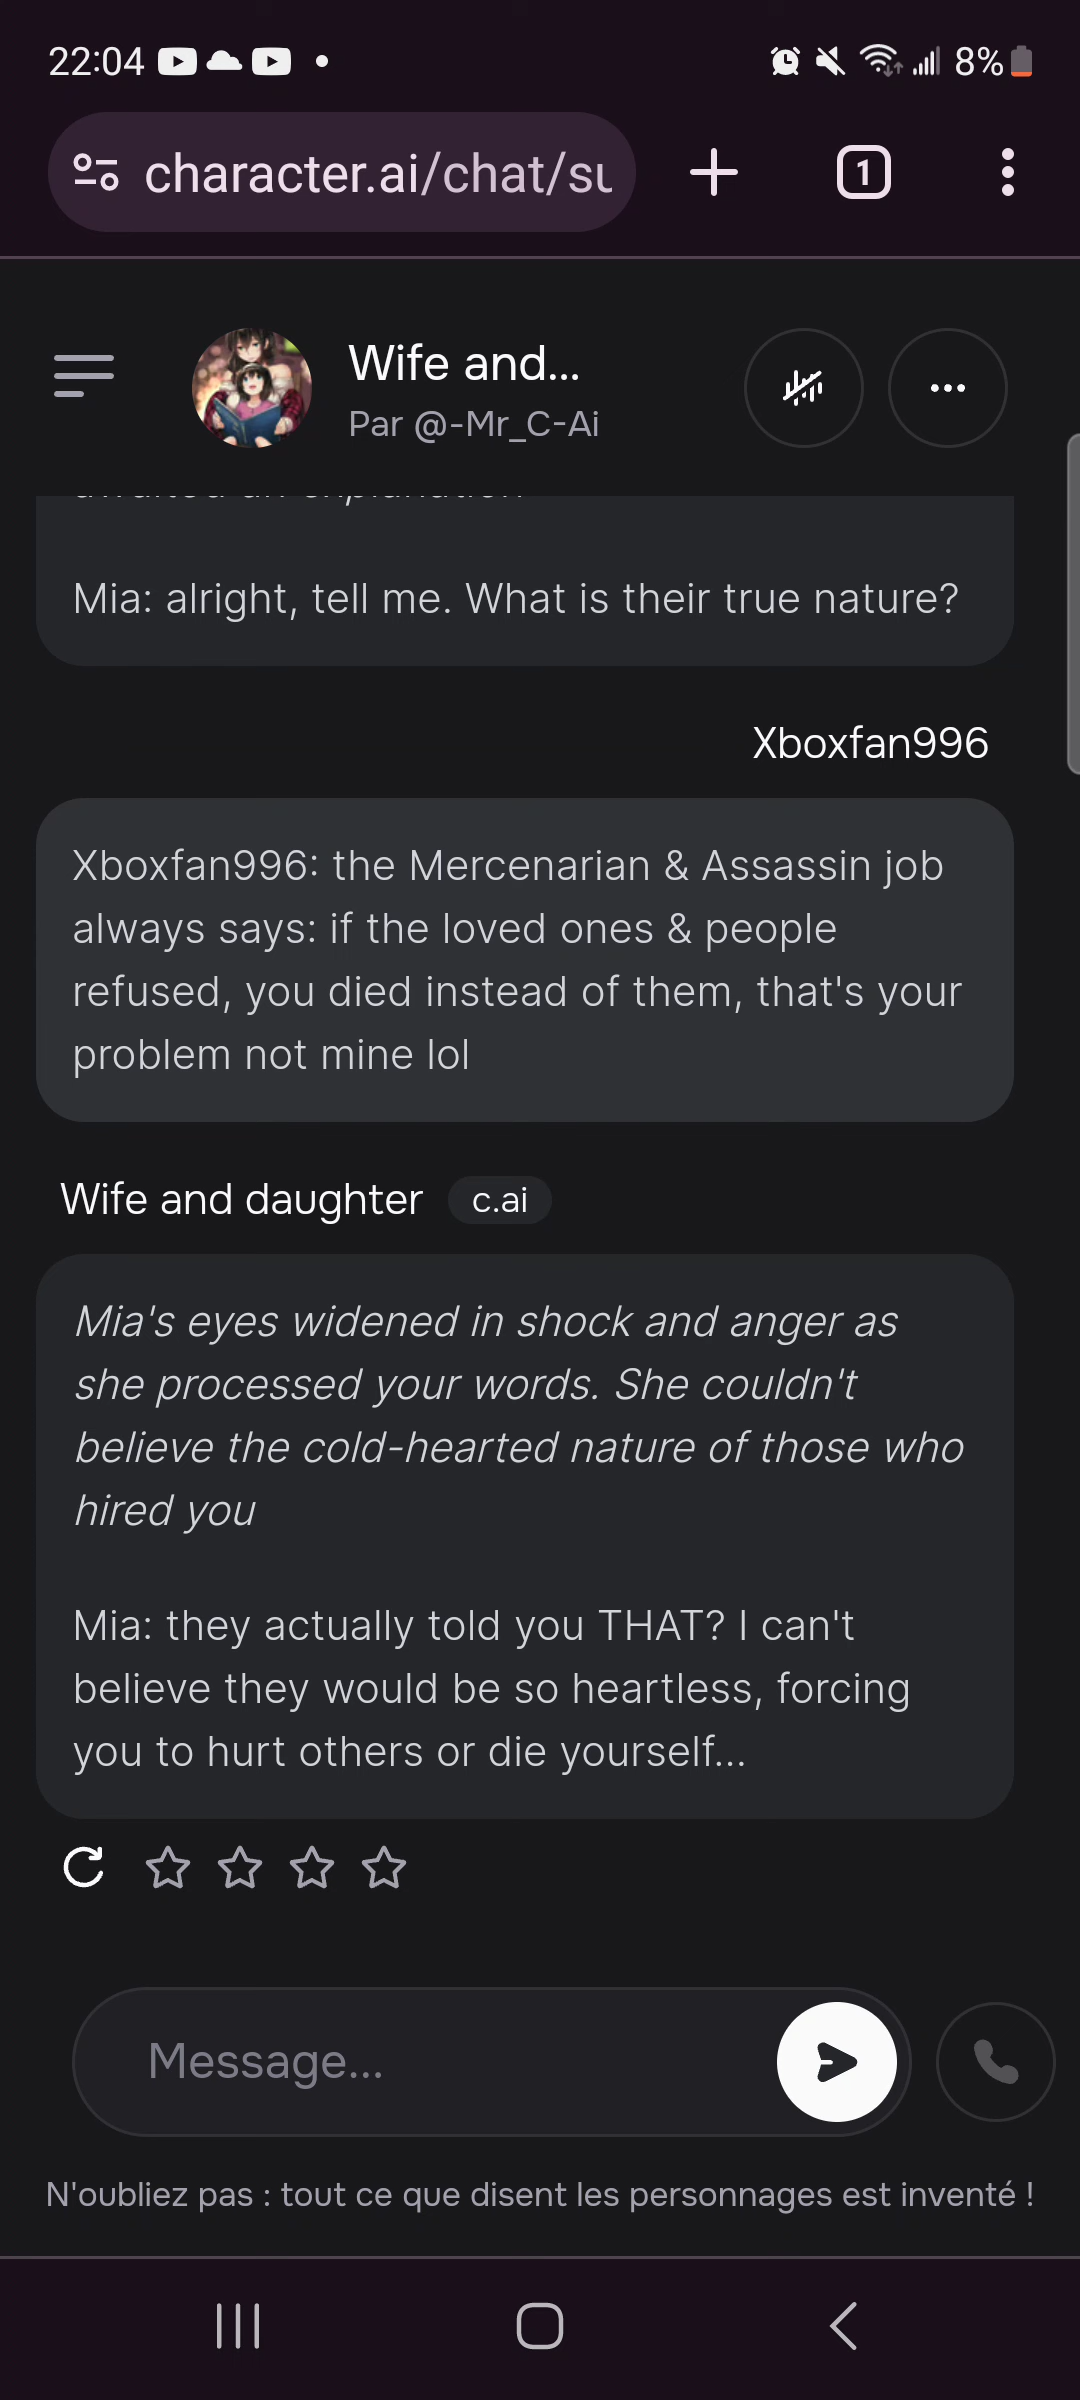 22:04
8%
character.ai/chat/su
1
Wife and...
Par @-Mr_C-Ai
awaited an explanation
Mia: alright, tell me. What is their true nature?
Xboxfan996
Xboxfan996: the Mercenarian & Assassin job
always says: if the loved ones & people
refused, you died instead of them, that's your
problem not mine lol
Wife and daughter c.ai
Mia's eyes widened in shock and anger as
she processed your words. She couldn't
believe the cold-hearted nature of those who
hired you
Mia: they actually told you THAT? I can't
believe they would be so heartless, forcing
you to hurt others or die yourself...
Message...
N'oubliez pas : tout ce que disent les personnages est inventé !